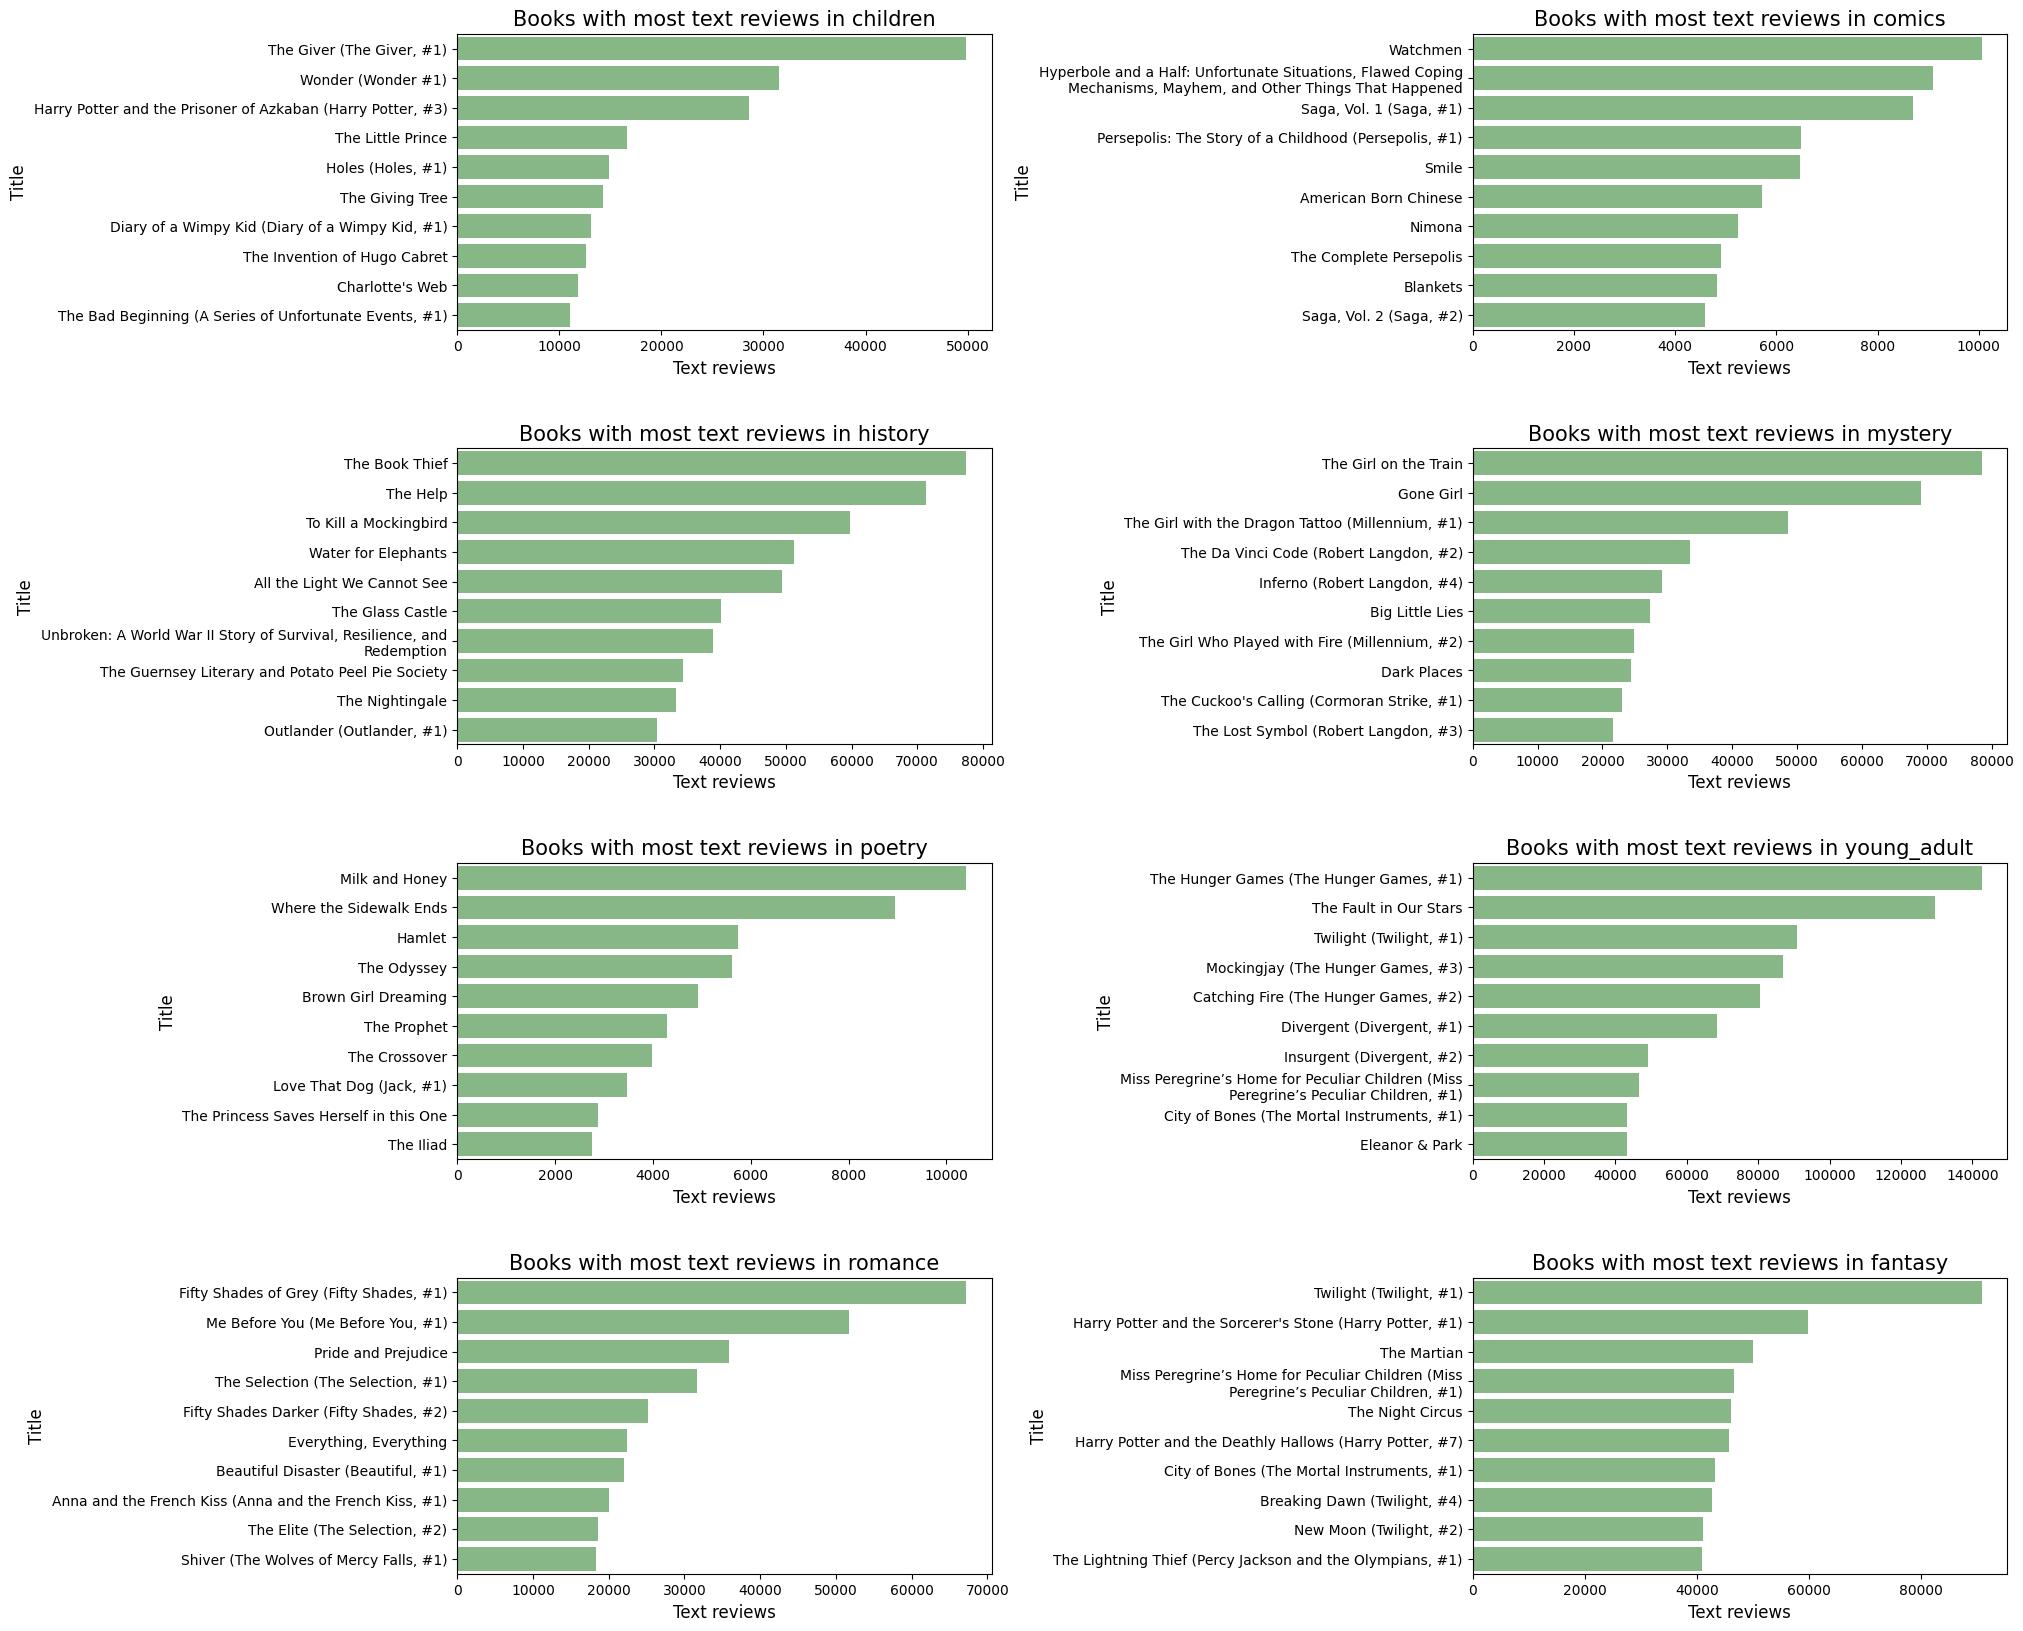 Books with most text reviews in children
Title
The Giver (The Giver, #1)
Wonder (Wonder #1)
Harry Potter and the Prisoner of Azkaban (Harry Potter, #3)
The Little Prince
Holes (Holes, #1)
The Giving Tree
Diary of a Wimpy Kid (Diary of a Wimpy Kid, #1)
The Invention of Hugo Cabret
Charlotte's Web
The Bad Beginning (A Series of Unfortunate Events, #1)
0 10000 20000 30000 40000 50000
Text reviews
Books with most text reviews in comics
Title
Watchmen
Hyperbole and a Half: Unfortunate Situations, Flawed Coping
Mechanisms, Mayhem, and Other Things That Happened
Saga, Vol. 1 (Saga, #1)
Persepolis: The Story of a Childhood (Persepolis, #1)
Smile
American Born Chinese
Nimona
The Complete Persepolis
Blankets
Saga, Vol. 2 (Saga, #2)
0 2000 4000 6000 8000 10000
Text reviews
Books with most text reviews in history
Title
The Book Thief
The Help
To Kill a Mockingbird
Water for Elephants
All the Light We Cannot See
The Glass Castle
Unbroken: A World War II Story of Survival, Resilience, and
Redemption
The Guernsey Literary and Potato Peel Pie Society
The Nightingale
Outlander (Outlander, #1)
0 10000 20000 30000 40000 50000 60000 70000 80000
Text reviews
Books with most text reviews in mystery
Title
The Girl on the Train
Gone Girl
The Girl with the Dragon Tattoo (Millennium, #1)
The Da Vinci Code (Robert Langdon, #2)
Inferno (Robert Langdon, #4)
Big Little Lies
The Girl Who Played with Fire (Millennium, #2)
Dark Places
The Cuckoo's Calling (Cormoran Strike, #1)
The Lost Symbol (Robert Langdon, #3)
0 10000 20000 30000 40000 50000 60000 70000 80000
Text reviews
Books with most text reviews in poetry
Title
Milk and Honey
Where the Sidewalk Ends
Hamlet
The Odyssey
Brown Girl Dreaming
The Prophet
The Crossover
Love That Dog (Jack, #1)
The Princess Saves Herself in this One
The Iliad
0 2000 4000 6000 8000 10000
Text reviews
Books with most text reviews in young_adult
Title
The Hunger Games (The Hunger Games, #1)
The Fault in Our Stars
Twilight (Twilight, #1)
Mockingjay (The Hunger Games, #3)
Catching Fire (The Hunger Games, #2)
Divergent (Divergent, #1)
Insurgent (Divergent, #2)
Miss Peregrine’s Home for Peculiar Children (Miss
Peregrine’s Peculiar Children, #1)
City of Bones (The Mortal Instruments, #1)
Eleanor & Park
0 20000 40000 60000 80000 100000 120000 140000
Text reviews
Books with most text reviews in romance
Title
Fifty Shades of Grey (Fifty Shades, #1)
Me Before You (Me Before You, #1)
Pride and Prejudice
The Selection (The Selection, #1)
Fifty Shades Darker (Fifty Shades, #2)
Everything, Everything
Beautiful Disaster (Beautiful, #1)
Anna and the French Kiss (Anna and the French Kiss, #1)
The Elite (The Selection, #2)
Shiver (The Wolves of Mercy Falls, #1)
0 10000 20000 30000 40000 50000 60000 70000
Text reviews
Books with most text reviews in fantasy
Title
Twilight (Twilight, #1)
Harry Potter and the Sorcerer's Stone (Harry Potter, #1)
The Martian
Miss Peregrine’s Home for Peculiar Children (Miss
Peregrine’s Peculiar Children, #1)
The Night Circus
Harry Potter and the Deathly Hallows (Harry Potter, #7)
City of Bones (The Mortal Instruments, #1)
Breaking Dawn (Twilight, #4)
New Moon (Twilight, #2)
The Lightning Thief (Percy Jackson and the Olympians, #1)
0 20000 40000 60000 80000
Text reviews